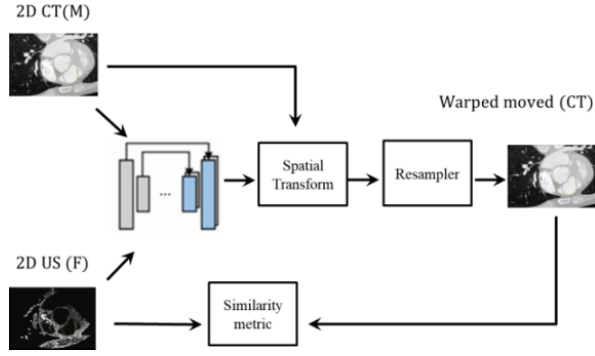 2D CT(M)
Warped moved (CT)
...
Spatial
Transform
Resampler
2D US (F)
Similarity
metric